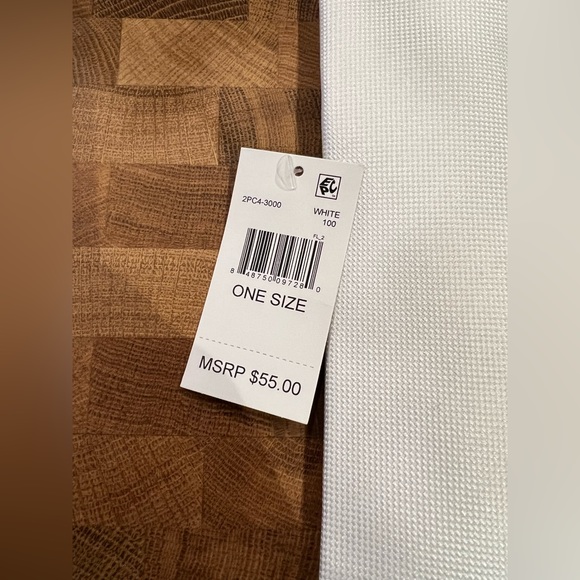 2PC4-3000
WHITE
100
FL_2
8 48750 09728 0
ONE SIZE
MSRP $55.00